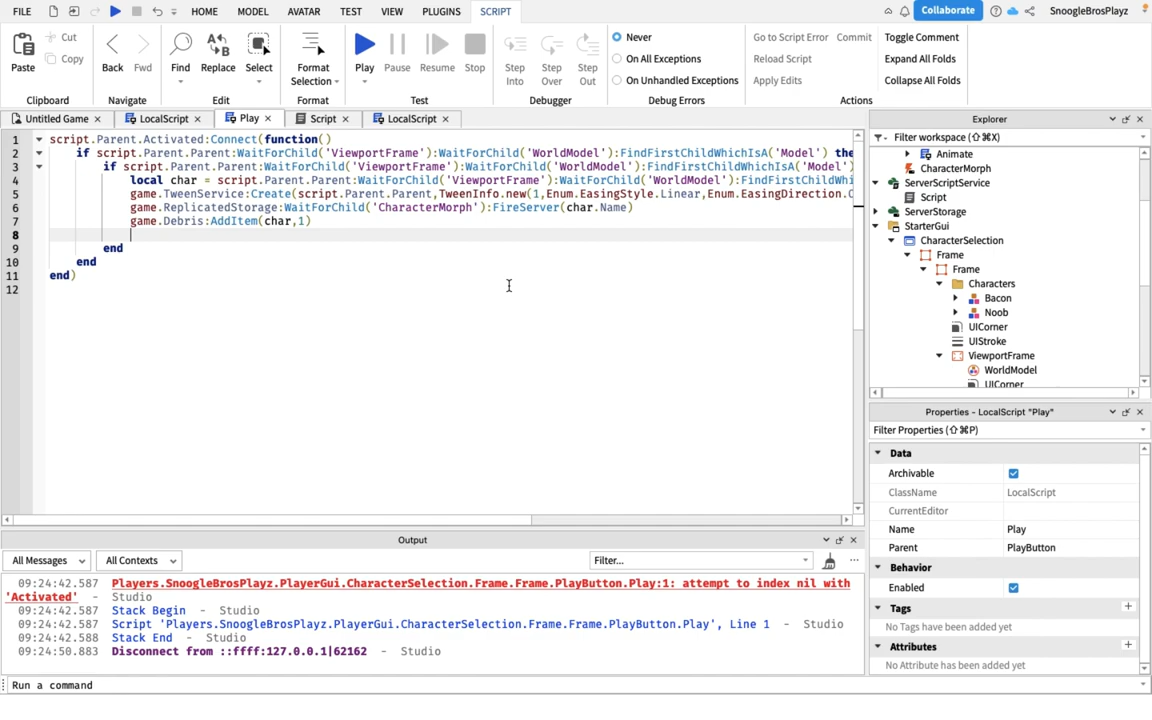 FILE HOME MODEL AVATAR TEST VIEW PLUGINS SCRIPT Collaborate SnoogleBrosPlayz
Paste Cut Copy Back Fwd Find Replace Select Format Selection Play Pause Resume Stop Step Into Step Over Step Out
Never
On All Exceptions
On Unhandled Exceptions
Go to Script Error Commit Toggle Comment
Reload Script Expand All Folds
Apply Edits Collapse All Folds
Clipboard Navigate Edit Format Test Debugger Debug Errors Actions
Untitled Game × LocalScript × Play × Script × LocalScript ×
1 script.Parent.Activated:Connect(function()
2 if script.Parent.Parent:WaitForChild('ViewportFrame'):WaitForChild('WorldModel'):FindFirstChildWhichIsA('Model') the
3 if script.Parent.Parent:WaitForChild('ViewportFrame'):WaitForChild('WorldModel'):FindFirstChildWhichIsA('Model')
4 local char = script.Parent.Parent:WaitForChild('ViewportFrame'):WaitForChild('WorldModel'):FindFirstChildWhi
5 game.TweenService:Create(script.Parent.Parent,TweenInfo.new(1,Enum.EasingStyle.Linear,Enum.EasingDirection.O
6 game.ReplicatedStorage:WaitForChild('CharacterMorph'):FireServer(char.Name)
7 game.Debris:AddItem(char,1)
8
9 end
10 end
11 end)
12
Explorer
Filter workspace (⇧⌘X)
Animate
CharacterMorph
ServerScriptService
Script
ServerStorage
StarterGui
CharacterSelection
Frame
Frame
Characters
Bacon
Noob
UICorner
UIStroke
ViewportFrame
WorldModel
UICorner
Properties - LocalScript "Play"
Filter Properties (⇧⌘P)
Data
Archivable
ClassName LocalScript
CurrentEditor
Name Play
Parent PlayButton
Behavior
Enabled
Tags +
No Tags have been added yet
Attributes +
No Attribute has been added yet
Output
All Messages All Contexts Filter... ...
09:24:42.587 Players.SnoogleBrosPlayz.PlayerGui.CharacterSelection.Frame.Frame.PlayButton.Play:1: attempt to index nil with
'Activated' - Studio
09:24:42.587 Stack Begin - Studio
09:24:42.587 Script 'Players.SnoogleBrosPlayz.PlayerGui.CharacterSelection.Frame.Frame.PlayButton.Play', Line 1 - Studio
09:24:42.588 Stack End - Studio
09:24:50.883 Disconnect from ::ffff:127.0.0.1|62162 - Studio
Run a command